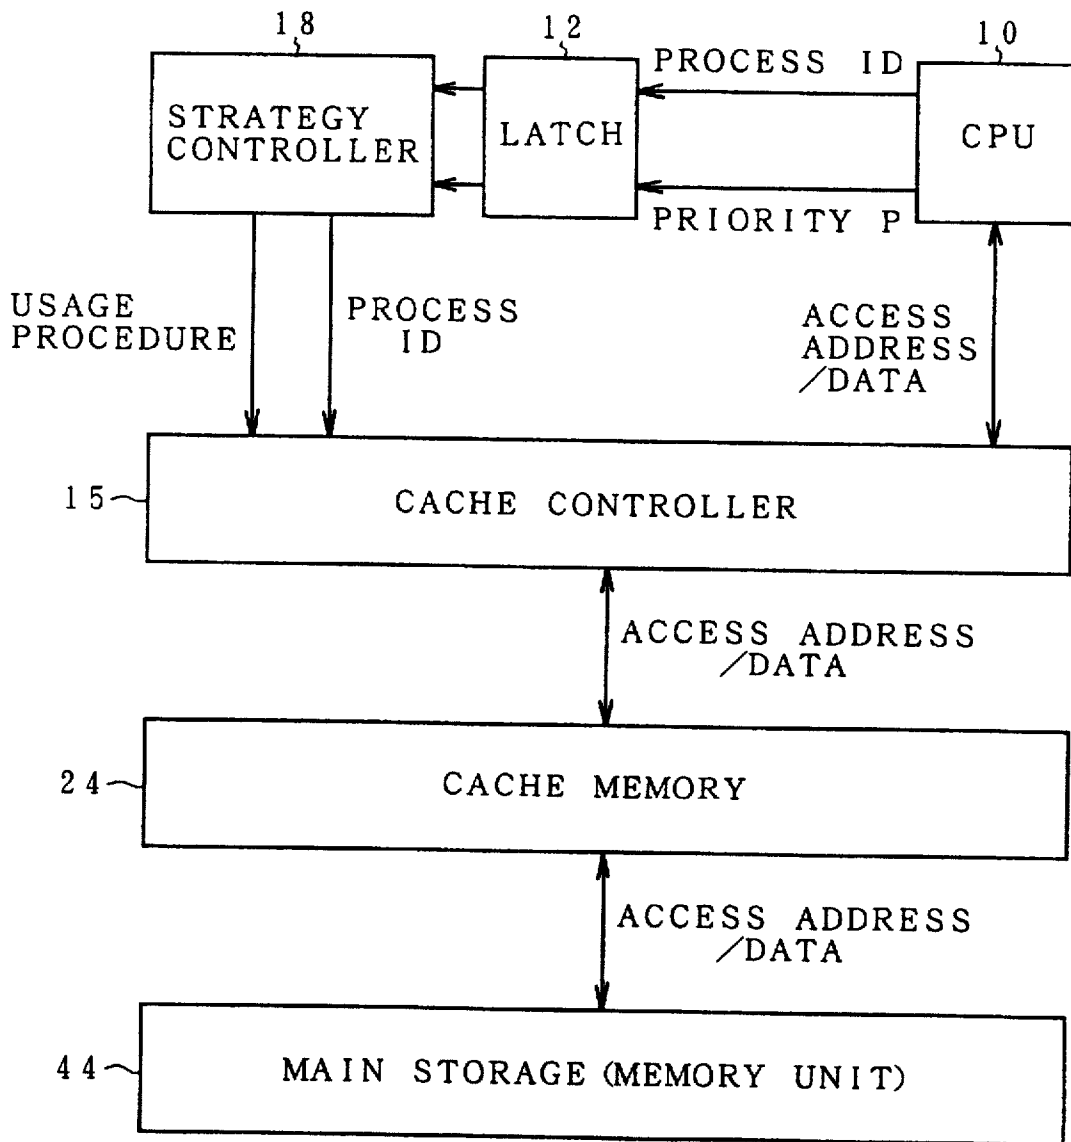 18
12
10
PROCESS ID
STRATEGY
CONTROLLER
LATCH
CPU
PRIORITY P
USAGE
PROCEDURE
PROCESS
ID
ACCESS
ADDRESS
/DATA
15
CACHE CONTROLLER
ACCESS ADDRESS
/DATA
24
CACHE MEMORY
ACCESS ADDRESS
/DATA
44
MAIN STORAGE (MEMORY UNIT)